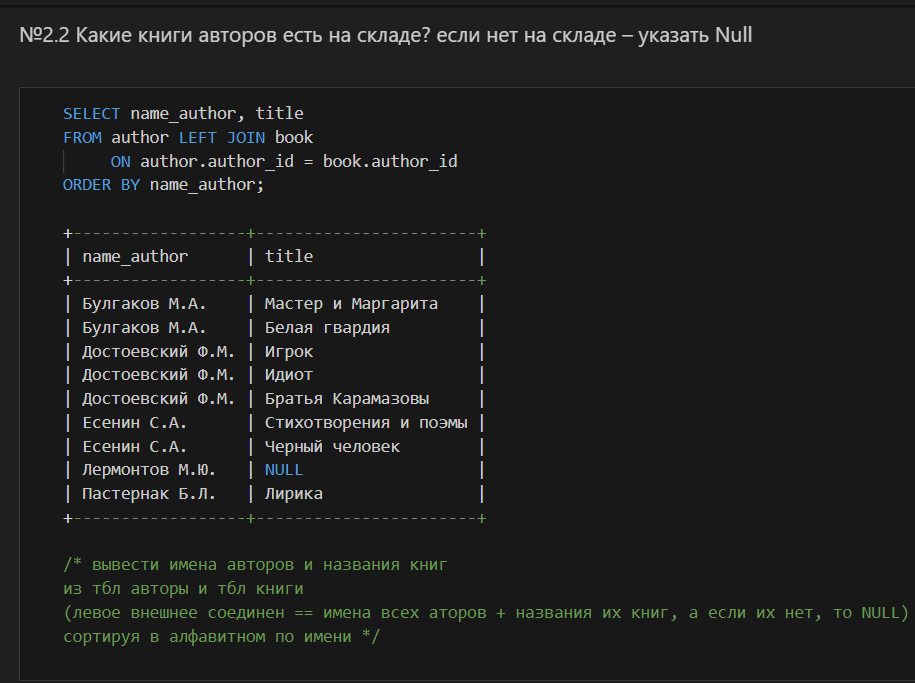 №2.2 Какие книги авторов есть на складе? если нет на складе – указать Null
SELECT name_author, title
FROM author LEFT JOIN book
ON author.author_id = book.author_id
ORDER BY name_author;
+------------------+-----------------------+
| name_author      | title                 |
+------------------+-----------------------+
| Булгаков М.А.    | Мастер и Маргарита    |
| Булгаков М.А.    | Белая гвардия         |
| Достоевский Ф.М. | Игрок                 |
| Достоевский Ф.М. | Идиот                 |
| Достоевский Ф.М. | Братья Карамазовы     |
| Есенин С.А.      | Стихотворения и поэмы |
| Есенин С.А.      | Черный человек        |
| Лермонтов М.Ю.   | NULL                  |
| Пастернак Б.Л.   | Лирика                |
+------------------+-----------------------+
/* вывести имена авторов и названия книг
из тбл авторы и тбл книги
(левое внешнее соединен == имена всех аторов + названия их книг, а если их нет, то NULL)
сортируя в алфавитном по имени */